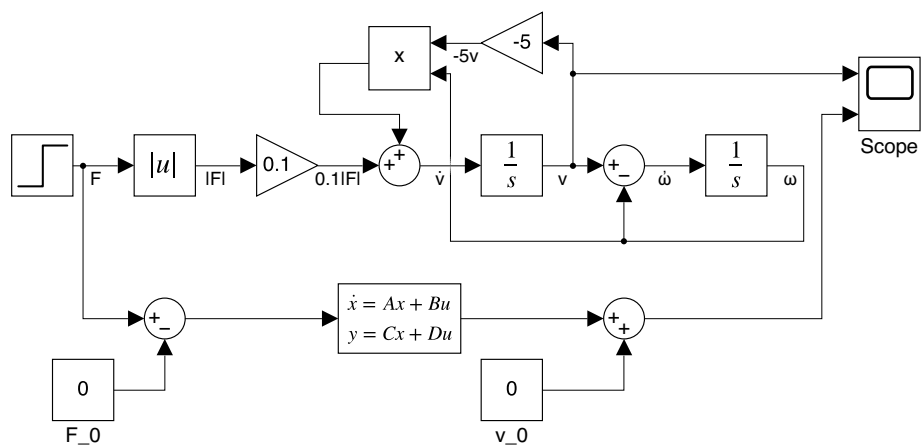 x
-5
-5v
Scope
F
|u|
|F|
0.1
0.1|F|
+
+
v̇
1
s
v
+
−
ω̇
1
s
ω
+
−
ẋ = Ax + Bu
y = Cx + Du
+
+
0
F_0
0
v_0